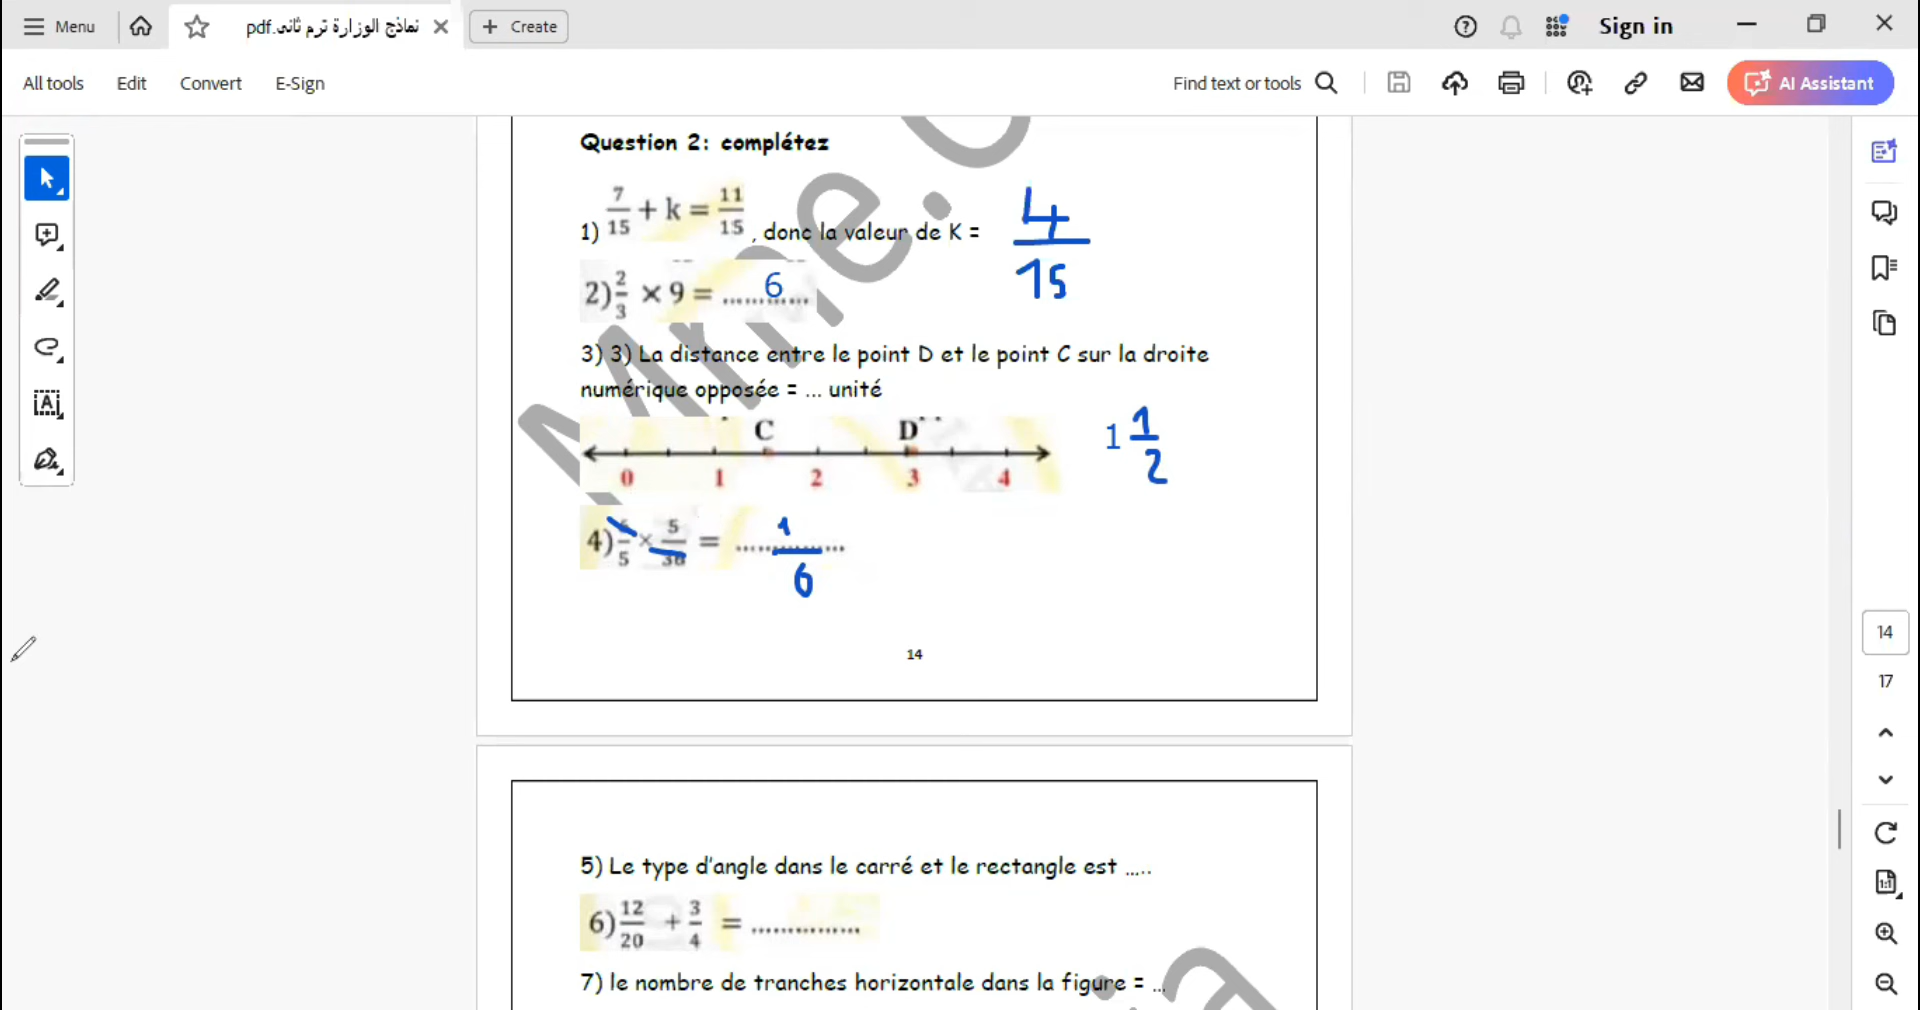 Menu
نماذج الوزارة ترم ثانى.pdf
Create
Sign in
All tools Edit Convert E-Sign
Find text or tools
AI Assistant
Question 2: complétez
1) 7/15 + k = 11/15 , donc la valeur de K = 4/15
2) 2/3 × 9 = ......6......
3) 3) La distance entre le point D et le point C sur la droite
numérique opposée = ... unité
C D
0 1 2 3 4
1 1/2
4) /5 × 5/36 = ......1/6......
14
5) Le type d'angle dans le carré et le rectangle est .....
6) 12/20 + 3/4 = ...............
7) le nombre de tranches horizontale dans la figure = ...
14
17
1:1